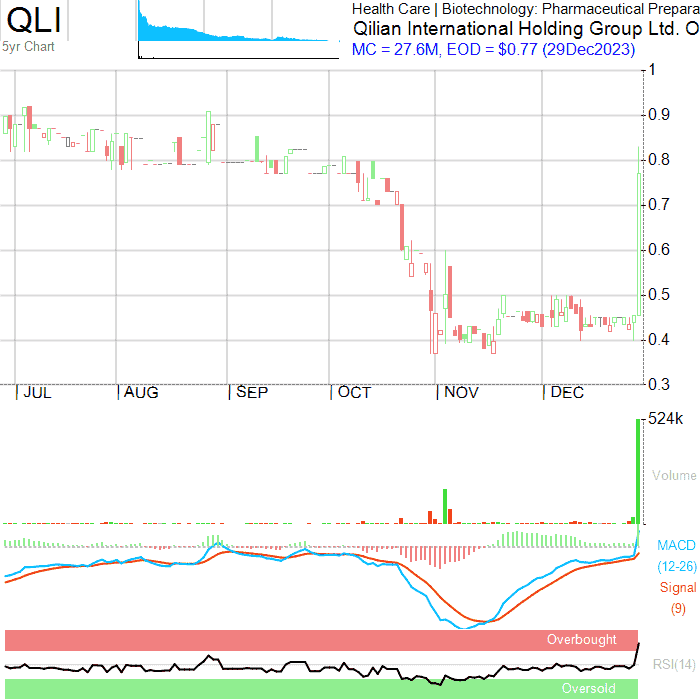 QLI
5yr Chart
Health Care | Biotechnology: Pharmaceutical Prepara
Qilian International Holding Group Ltd. O
MC = 27.6M, EOD = $0.77 (29Dec2023)
1
0.9
0.8
0.7
0.6
0.5
0.4
0.3
JUL AUG SEP OCT NOV DEC
524k
Volume
MACD
(12-26)
Signal
(9)
Overbought
RSI(14)
Oversold